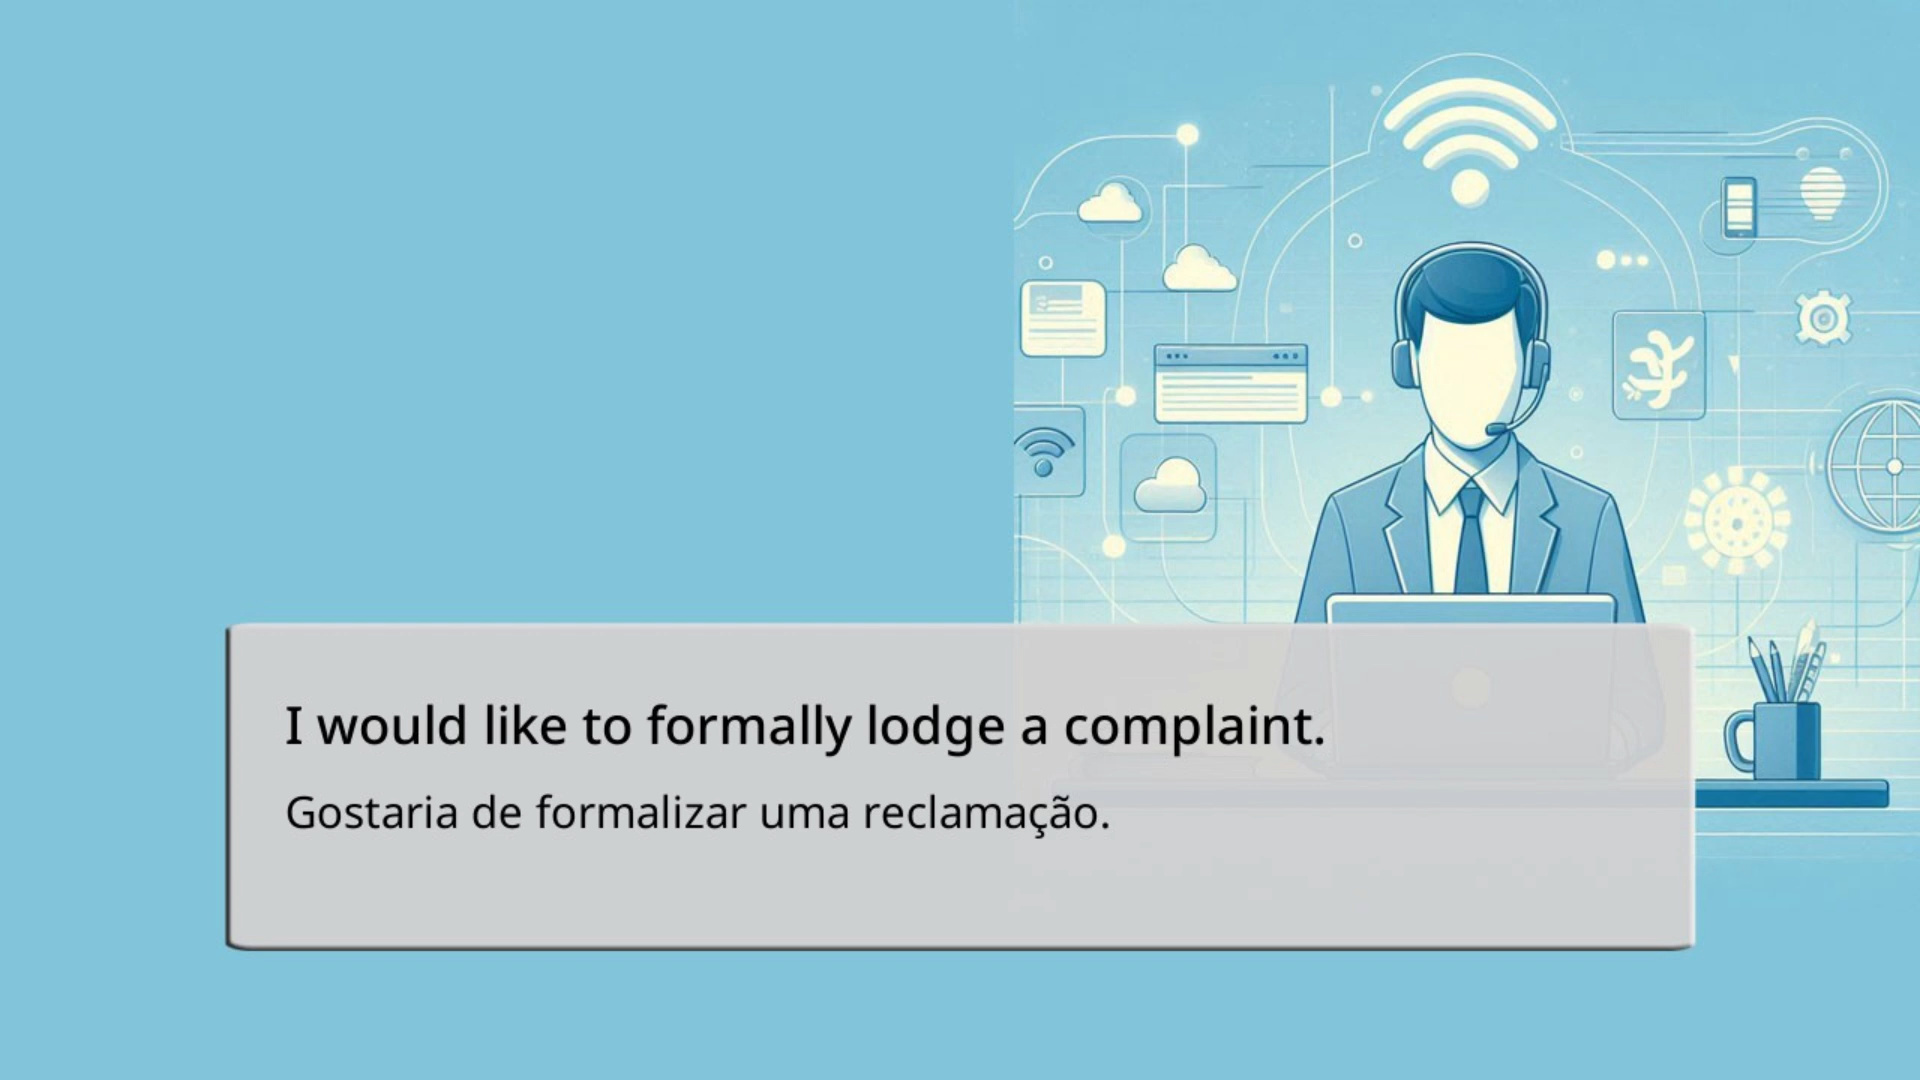 I would like to formally lodge a complaint.
Gostaria de formalizar uma reclamação.